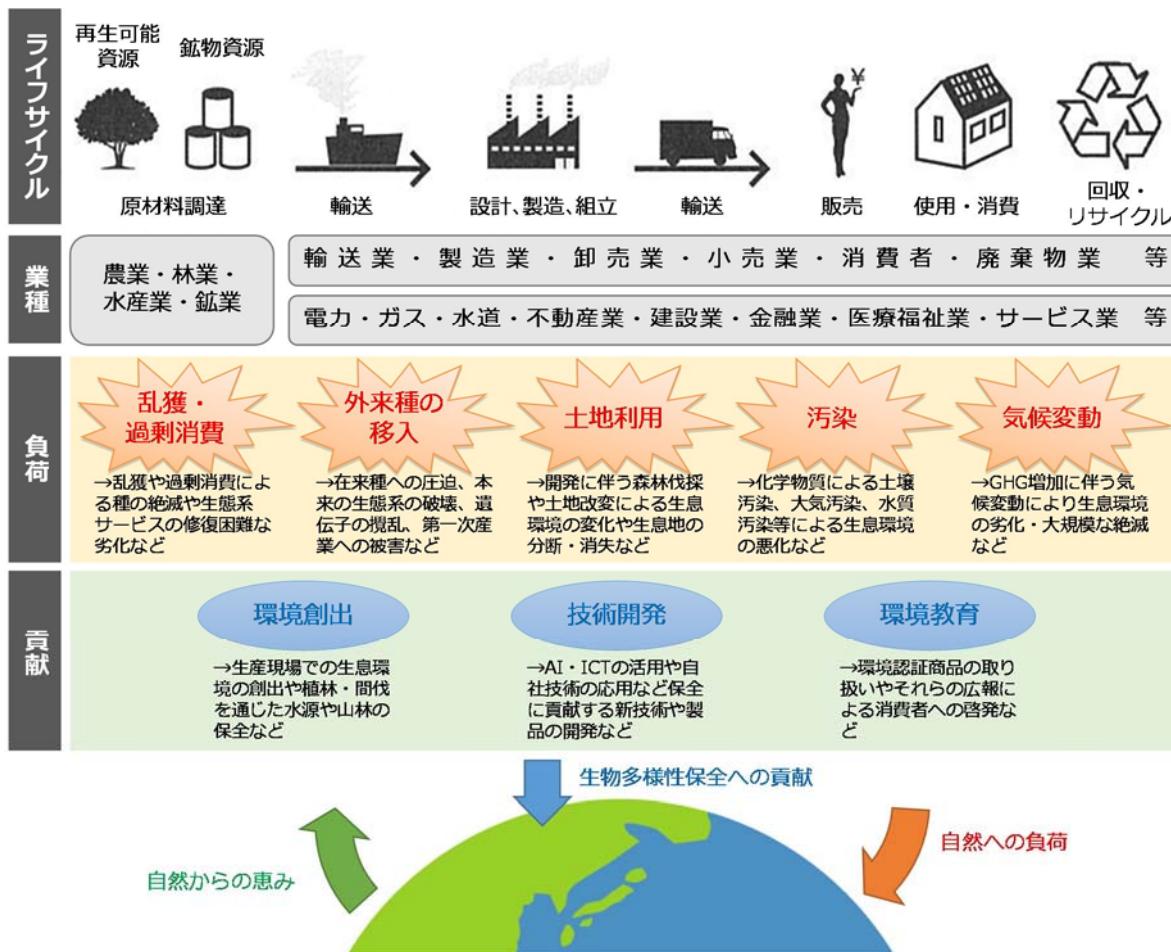 ライフサイクル
再生可能
資源
鉱物資源
¥
原材料調達
輸送
設計、製造、組立
輸送
販売
使用・消費
回収・
リサイクル
業種
農業・林業・
水産業・鉱業
輸送業・製造業・卸売業・小売業・消費者・廃棄物業 等
電力・ガス・水道・不動産業・建設業・金融業・医療福祉業・サービス業 等
負荷
乱獲・
過剰消費
→乱獲や過剰消費によ
る種の絶滅や生態系
サービスの修復困難な
劣化など
外来種の
移入
→在来種への圧迫、本
来の生態系の破壊、遺
伝子の攪乱、第一次産
業への被害など
土地利用
→開発に伴う森林伐採
や土地改変による生息
環境の変化や生息地の
分断・消失など
汚染
→化学物質による土壌
汚染、大気汚染、水質
汚染等による生息環境
の悪化など
気候変動
→GHG増加に伴う気
候変動により生息環境
の劣化・大規模な絶滅
など
貢献
環境創出
→生産現場での生息環
境の創出や植林・間伐
を通じた水源や山林の
保全など
技術開発
→AI・ICTの活用や自
社技術の応用など保全
に貢献する新技術や製
品の開発など
環境教育
→環境認証商品の取り
扱いやそれらの広報に
よる消費者への啓発な
ど
生物多様性保全への貢献
自然からの恵み
自然への負荷